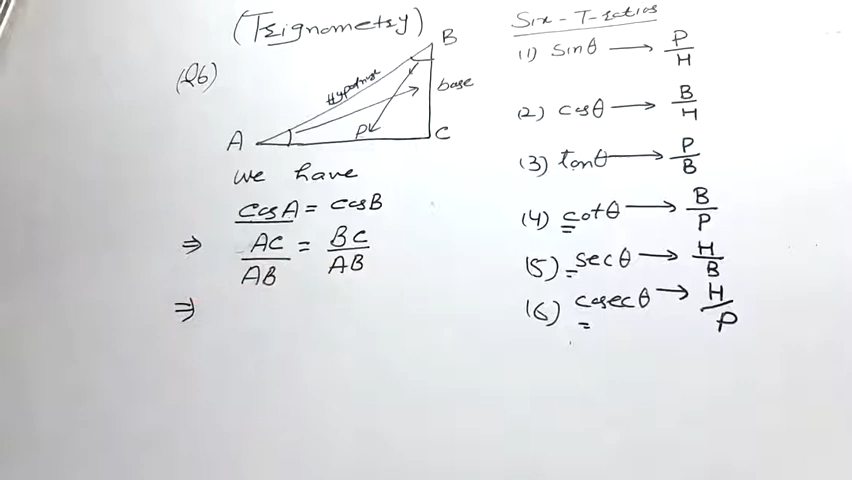 (Trignometry)
(Q6)
B
Hypotnuse
base
A
P
C
we have
cosA = cosB
⇒ AC/AB = BC/AB
⇒
Six-T-ratios
(1) sinθ → P/H
(2) cosθ → B/H
(3) tanθ → P/B
(4) cotθ → B/P
(5) secθ → H/B
(6) cosecθ → H/P